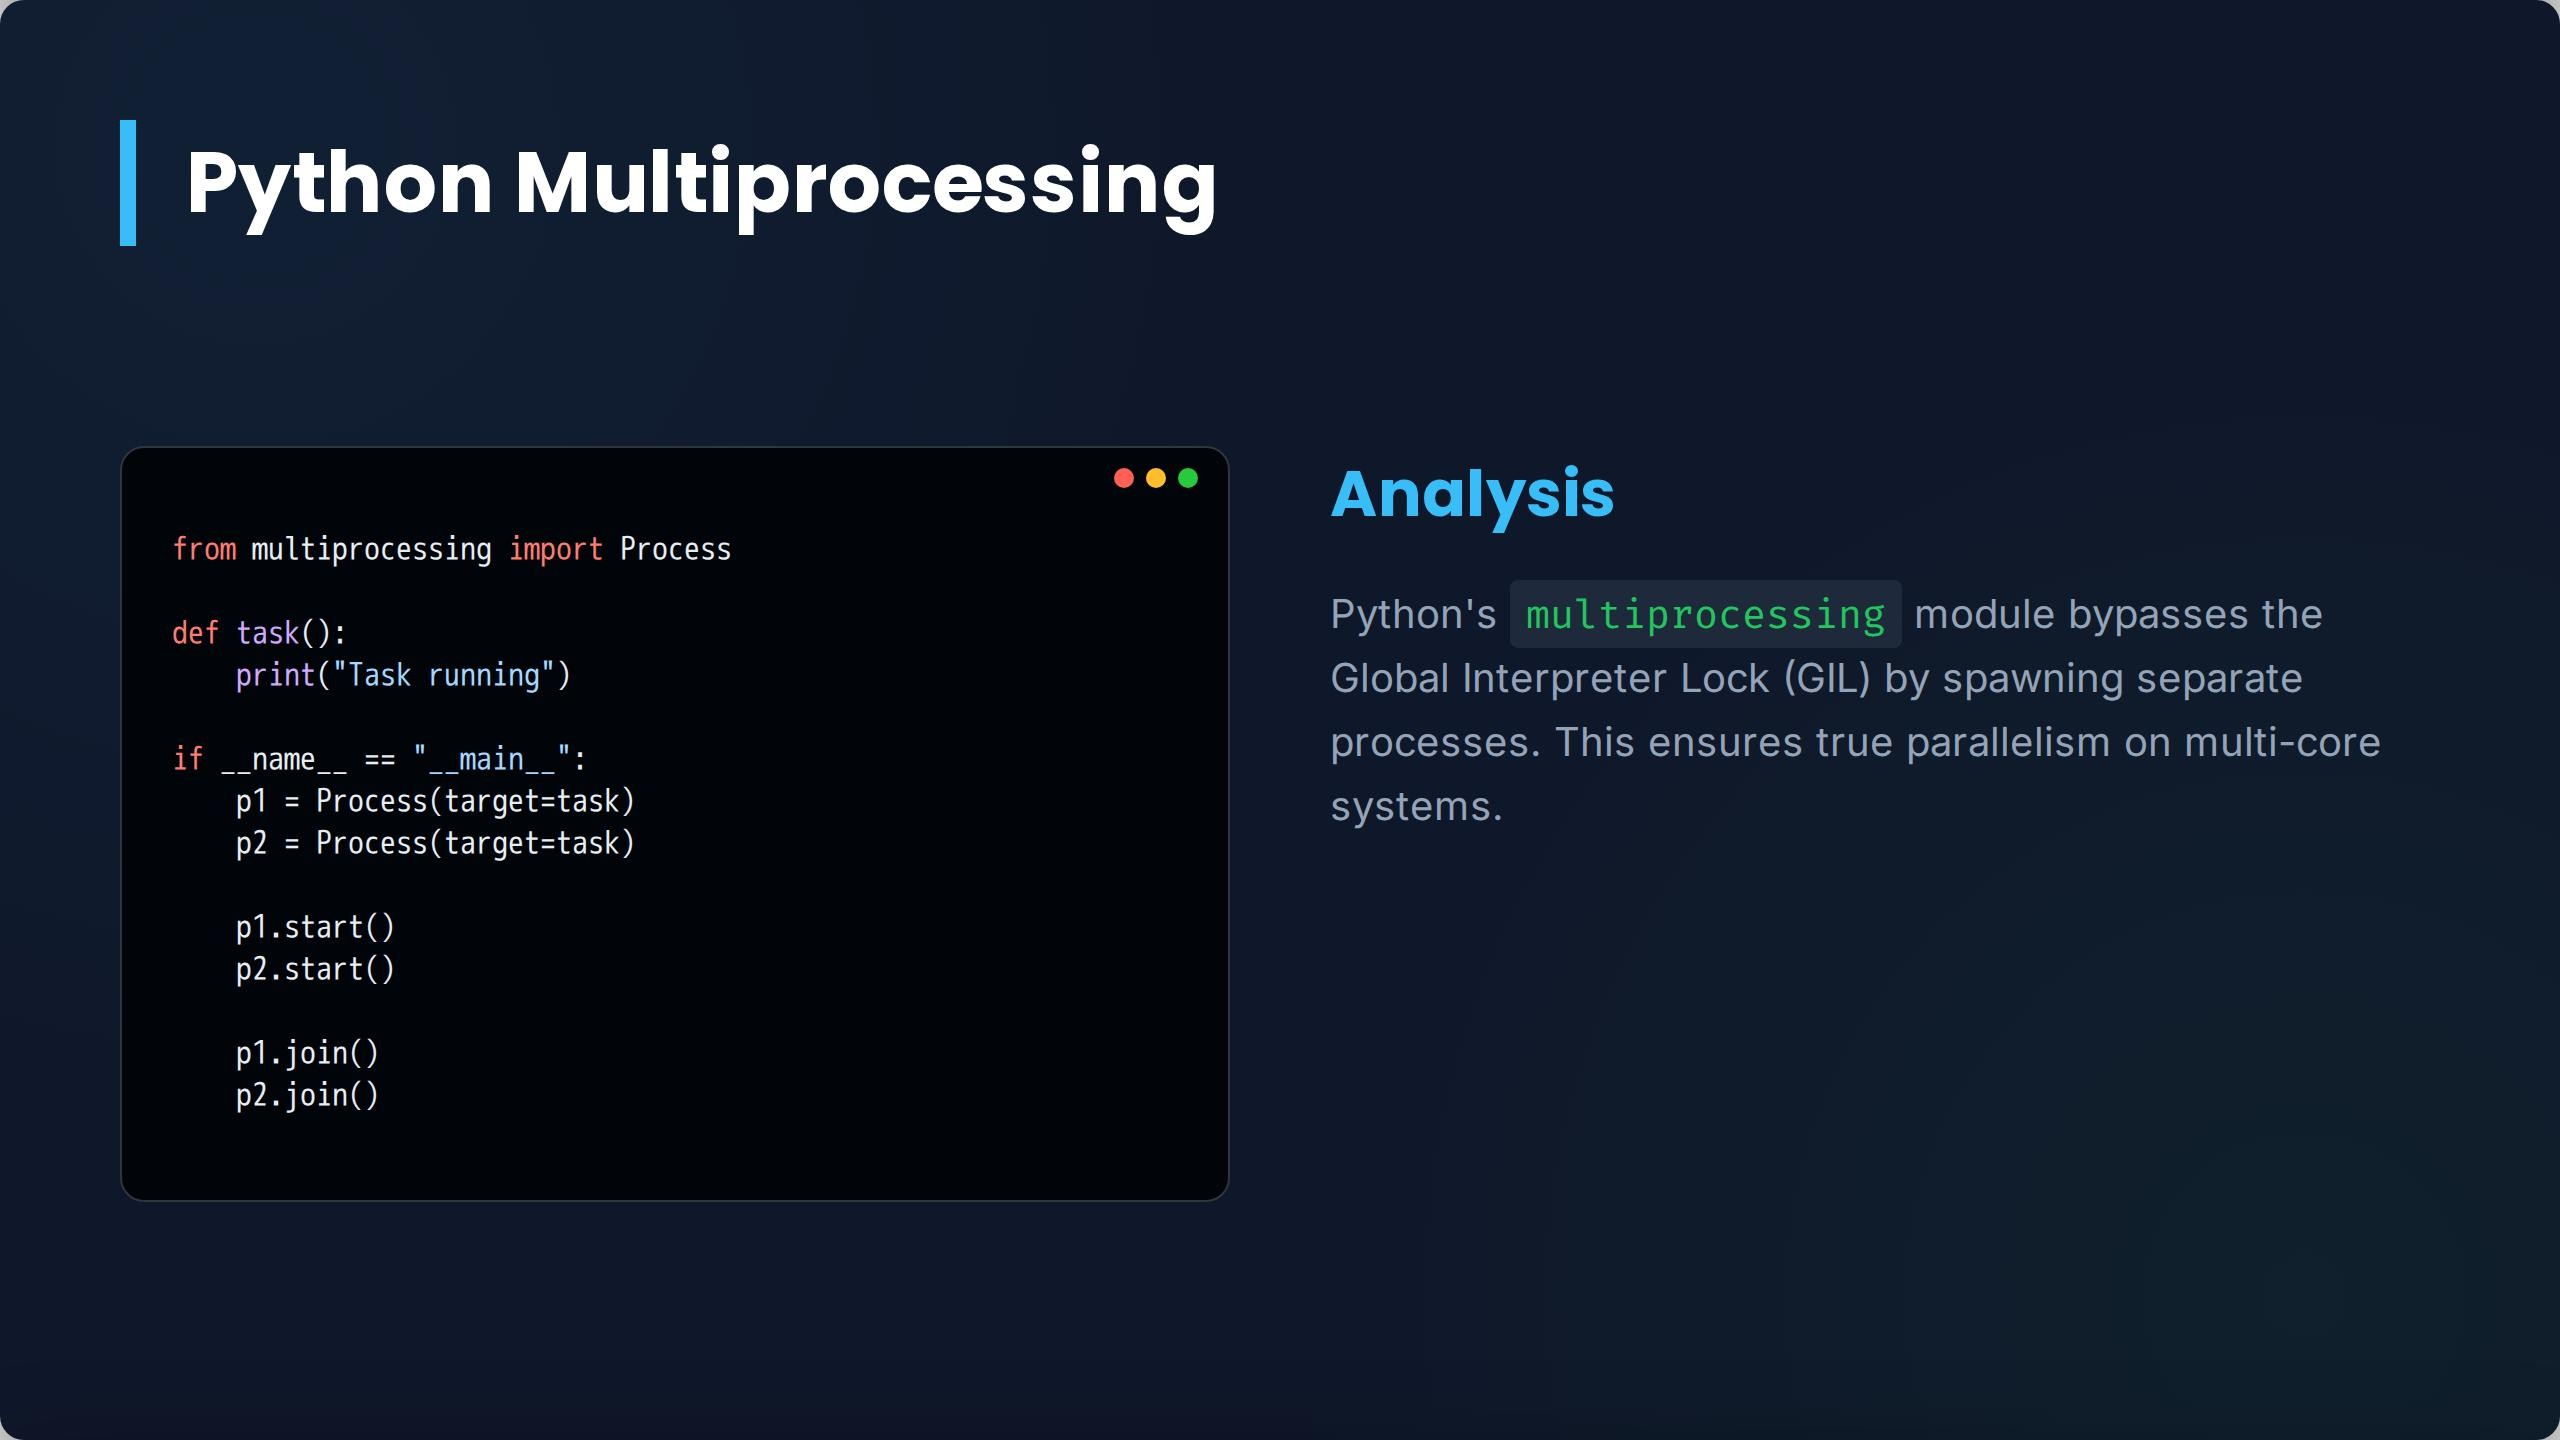 Python Multiprocessing
from multiprocessing import Process
def task():
    print("Task running")
if __name__ == "__main__":
    p1 = Process(target=task)
    p2 = Process(target=task)
    p1.start()
    p2.start()
    p1.join()
    p2.join()
Analysis
Python's multiprocessing module bypasses the
Global Interpreter Lock (GIL) by spawning separate
processes. This ensures true parallelism on multi-core
systems.